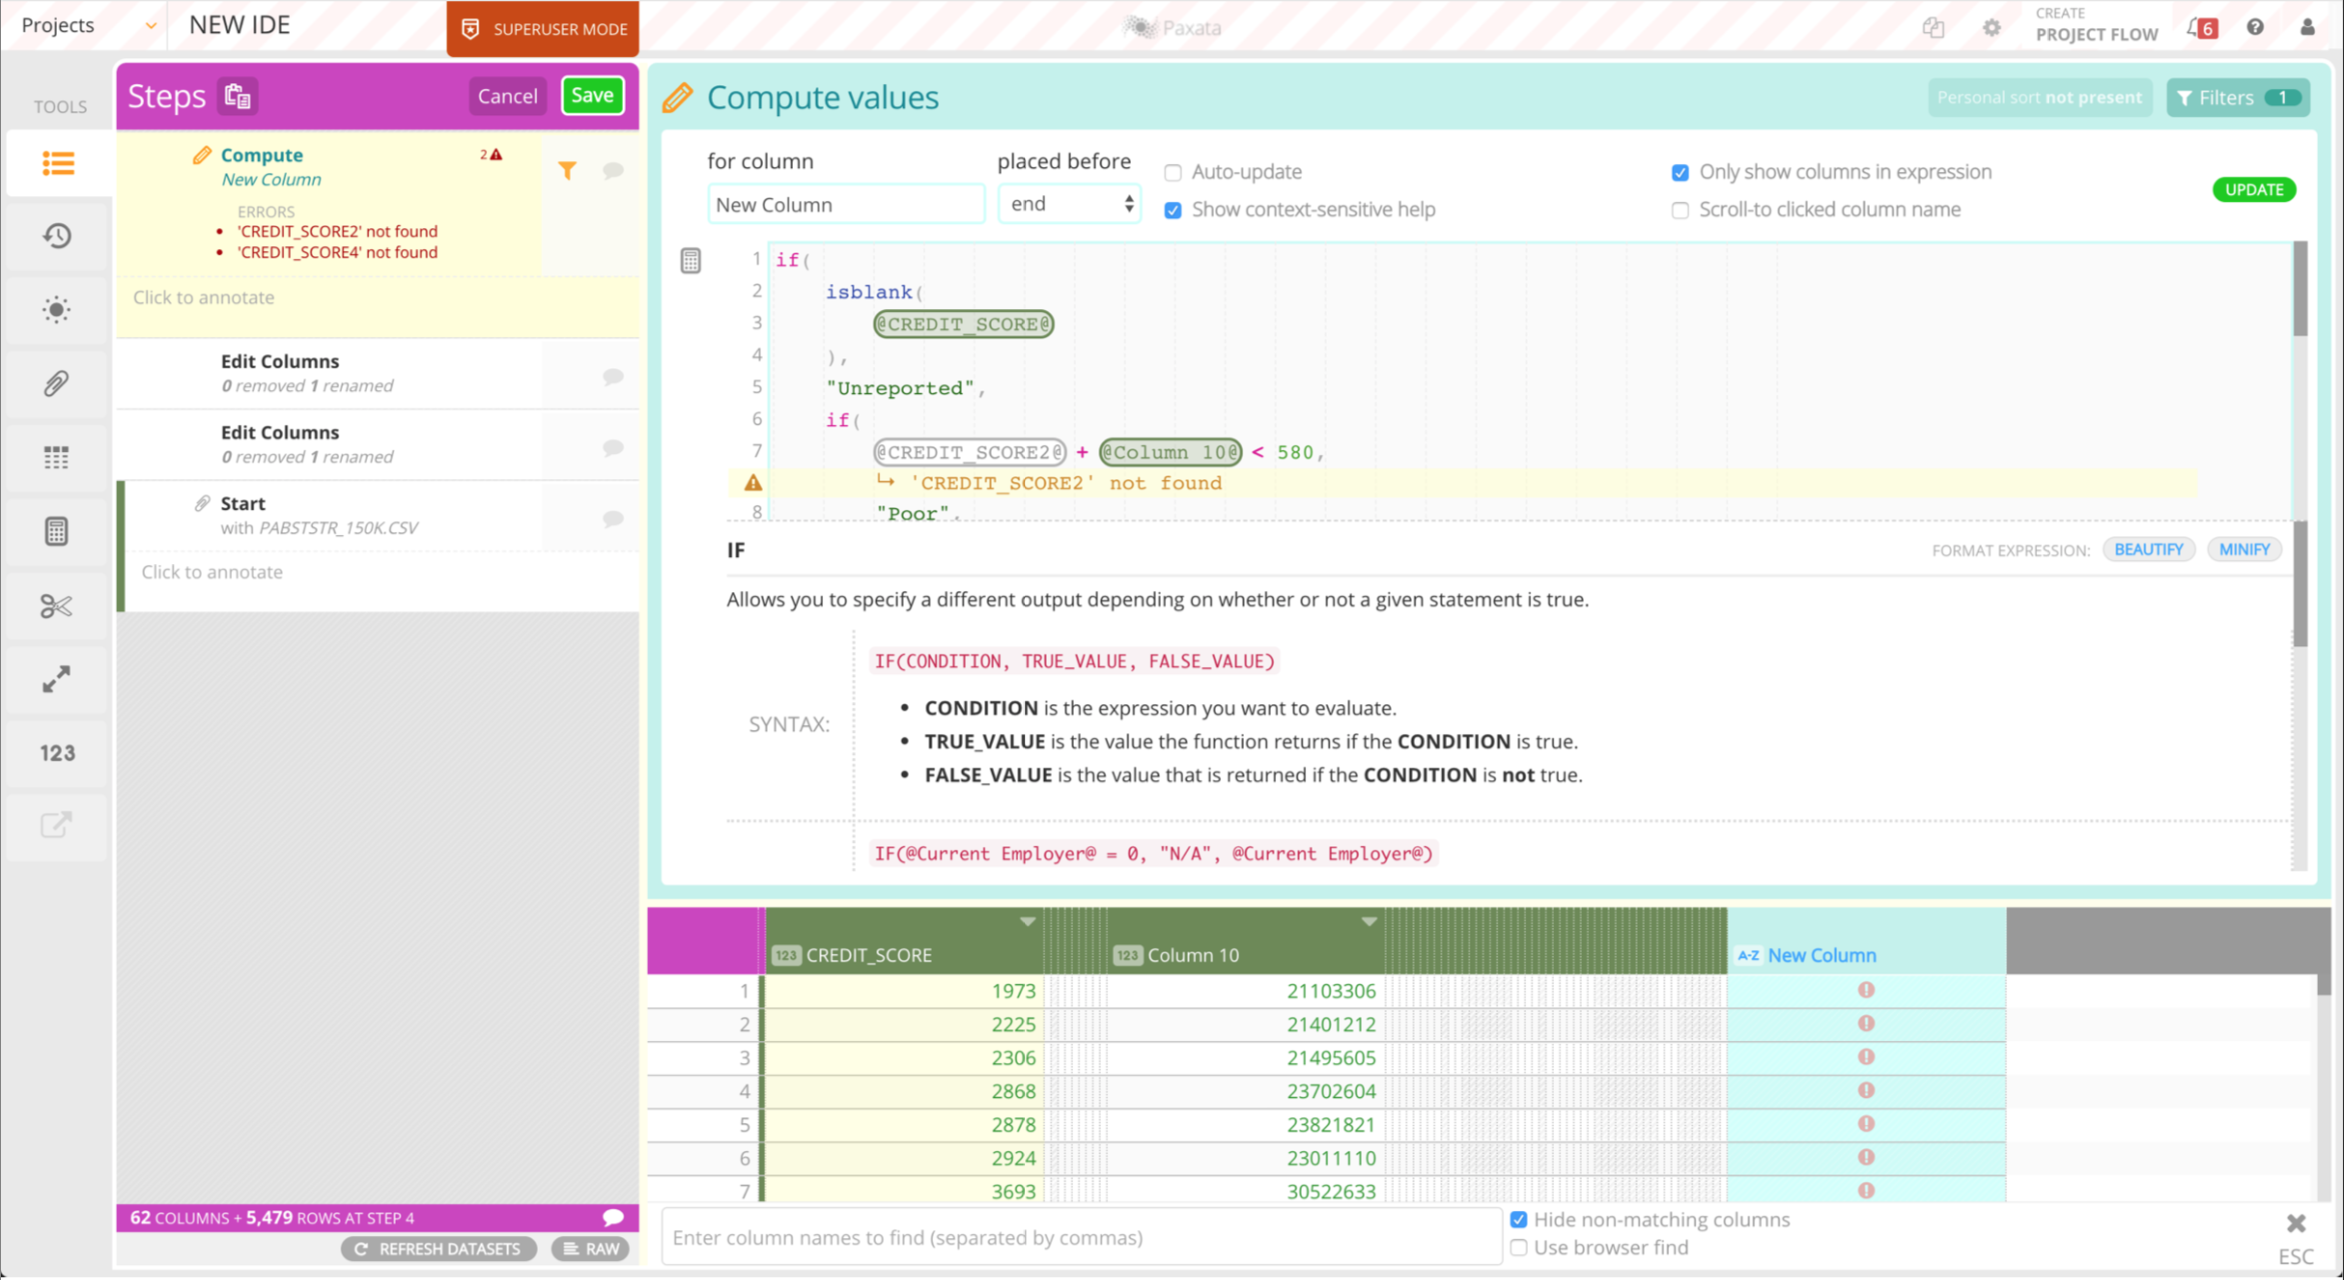 Projects
NEW IDE
SUPERUSER MODE
Paxata
CREATE
PROJECT FLOW
6
TOOLS
Steps
Cancel
Save
Compute
2
New Column
ERRORS
• 'CREDIT_SCORE2' not found
• 'CREDIT_SCORE4' not found
Click to annotate
Edit Columns
0 removed 1 renamed
Edit Columns
0 removed 1 renamed
Start
with PABSTSTR_150K.CSV
Click to annotate
123
62 COLUMNS + 5,479 ROWS AT STEP 4
REFRESH DATASETS
RAW
Compute values
Personal sort not present
Filters 1
for column
placed before
New Column
end
Auto-update
Show context-sensitive help
Only show columns in expression
Scroll-to clicked column name
UPDATE
1 if(
2 isblank(
3 @CREDIT_SCORE@
4 ),
5 "Unreported",
6 if(
7 @CREDIT_SCORE2@ + @Column 10@ < 580,
↳ 'CREDIT_SCORE2' not found
8 "Poor",
IF
FORMAT EXPRESSION: BEAUTIFY MINIFY
Allows you to specify a different output depending on whether or not a given statement is true.
SYNTAX:
IF(CONDITION, TRUE_VALUE, FALSE_VALUE)
• CONDITION is the expression you want to evaluate.
• TRUE_VALUE is the value the function returns if the CONDITION is true.
• FALSE_VALUE is the value that is returned if the CONDITION is not true.
IF(@Current Employer@ = 0, "N/A", @Current Employer@)
123 CREDIT_SCORE 123 Column 10 A-Z New Column
1 1973 21103306
2 2225 21401212
3 2306 21495605
4 2868 23702604
5 2878 23821821
6 2924 23011110
7 3693 30522633
Enter column names to find (separated by commas)
Hide non-matching columns
Use browser find
ESC